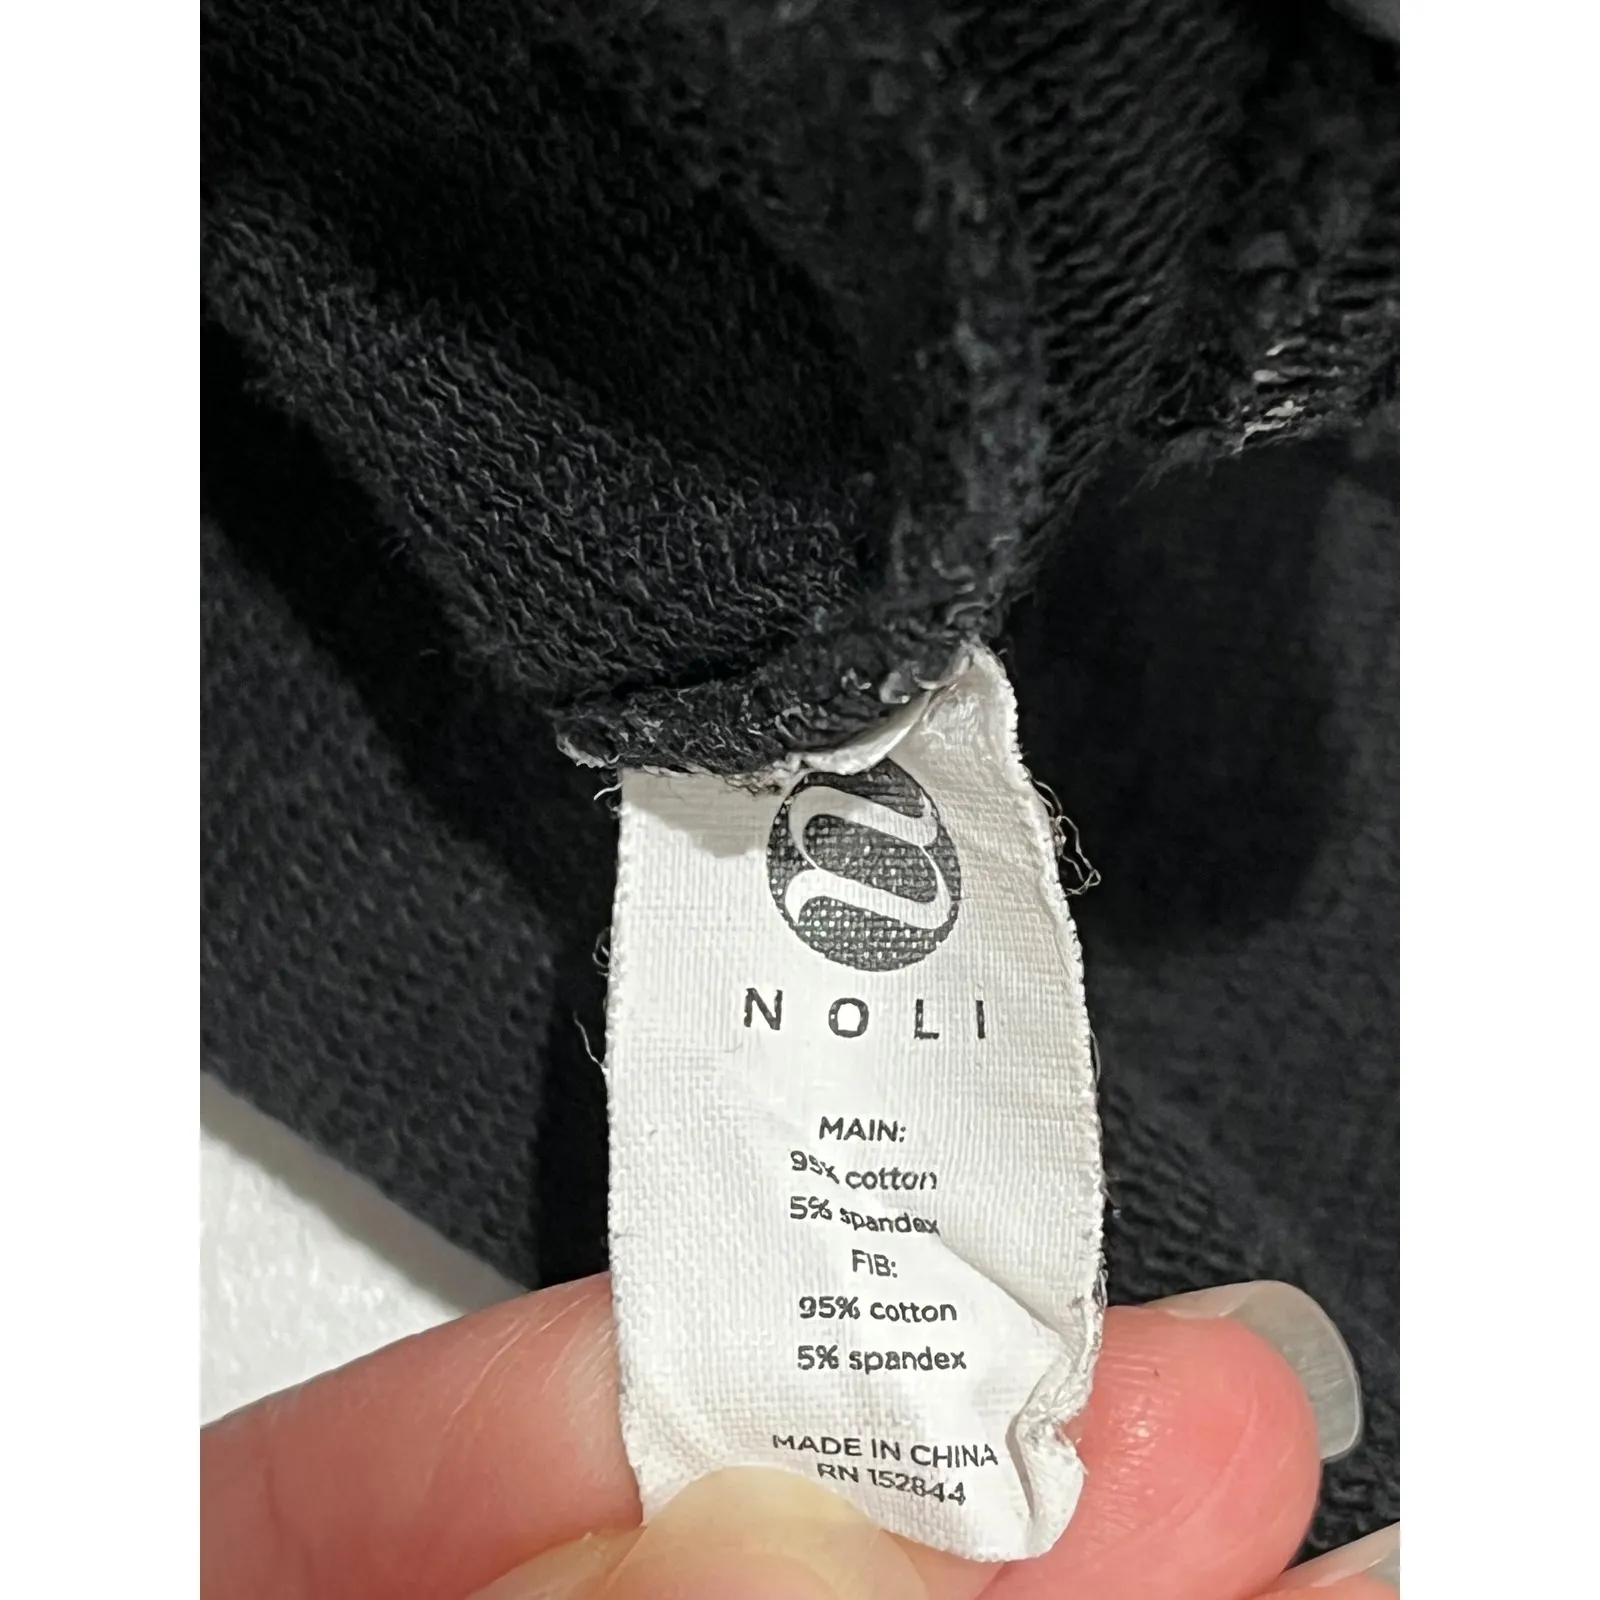 NOLI
MAIN:
95% cotton
5% spandex
FIB:
95% cotton
5% spandex
MADE IN CHINA
RN 152844